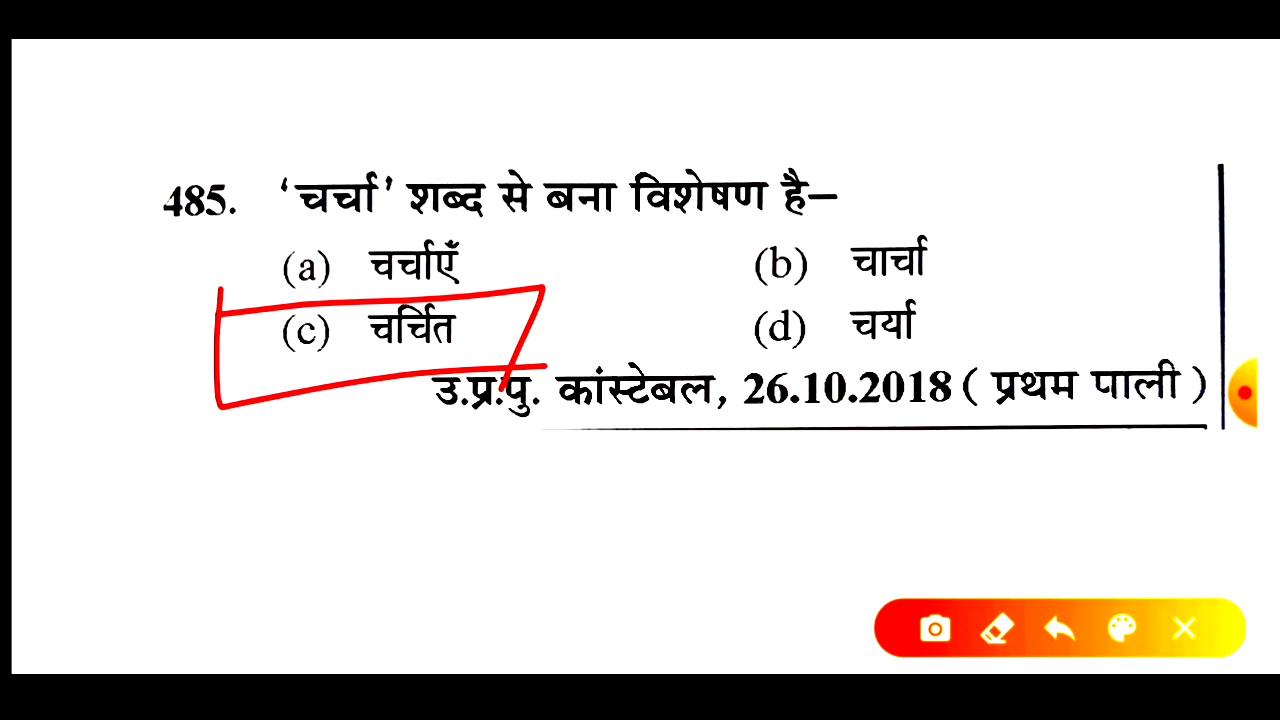 485. ‘चर्चा’ शब्द से बना विशेषण है–
(a) चर्चाएँ (b) चार्चा
(c) चर्चित (d) चर्या
उ.प्र.पु. कांस्टेबल, 26.10.2018 ( प्रथम पाली )